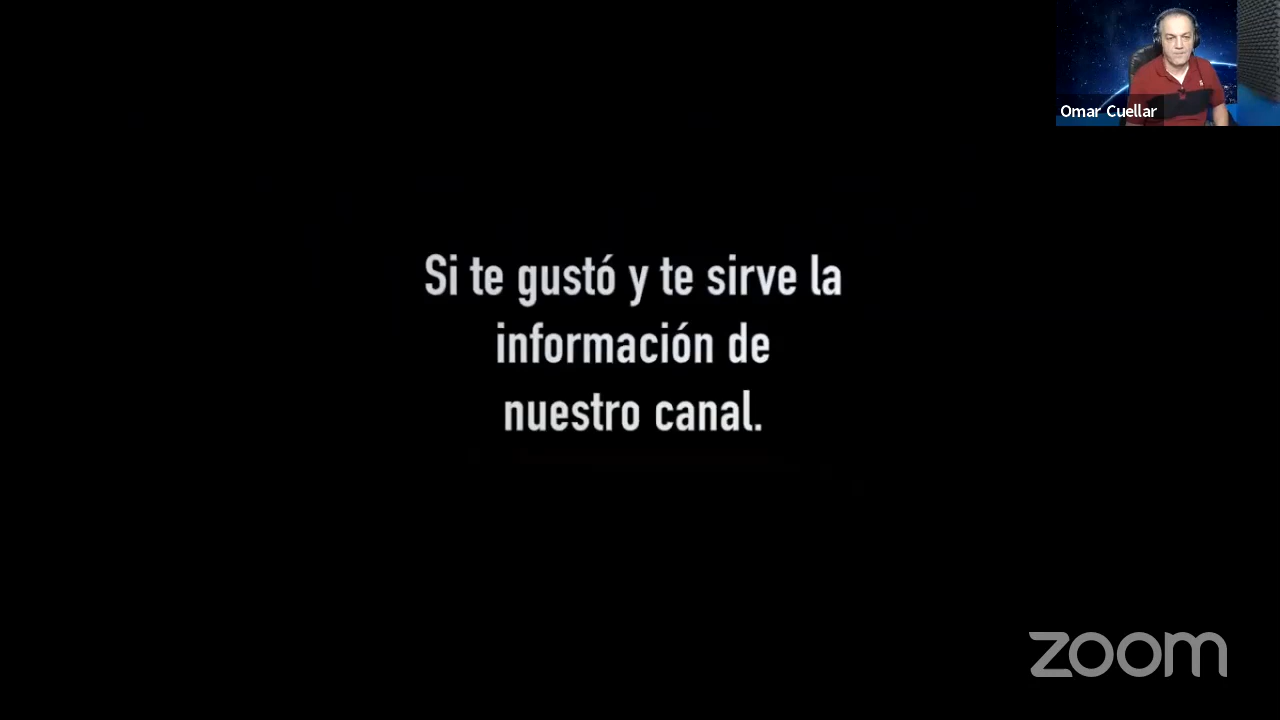 Omar Cuellar
Si te gustó y te sirve la
información de
nuestro canal.
zoom